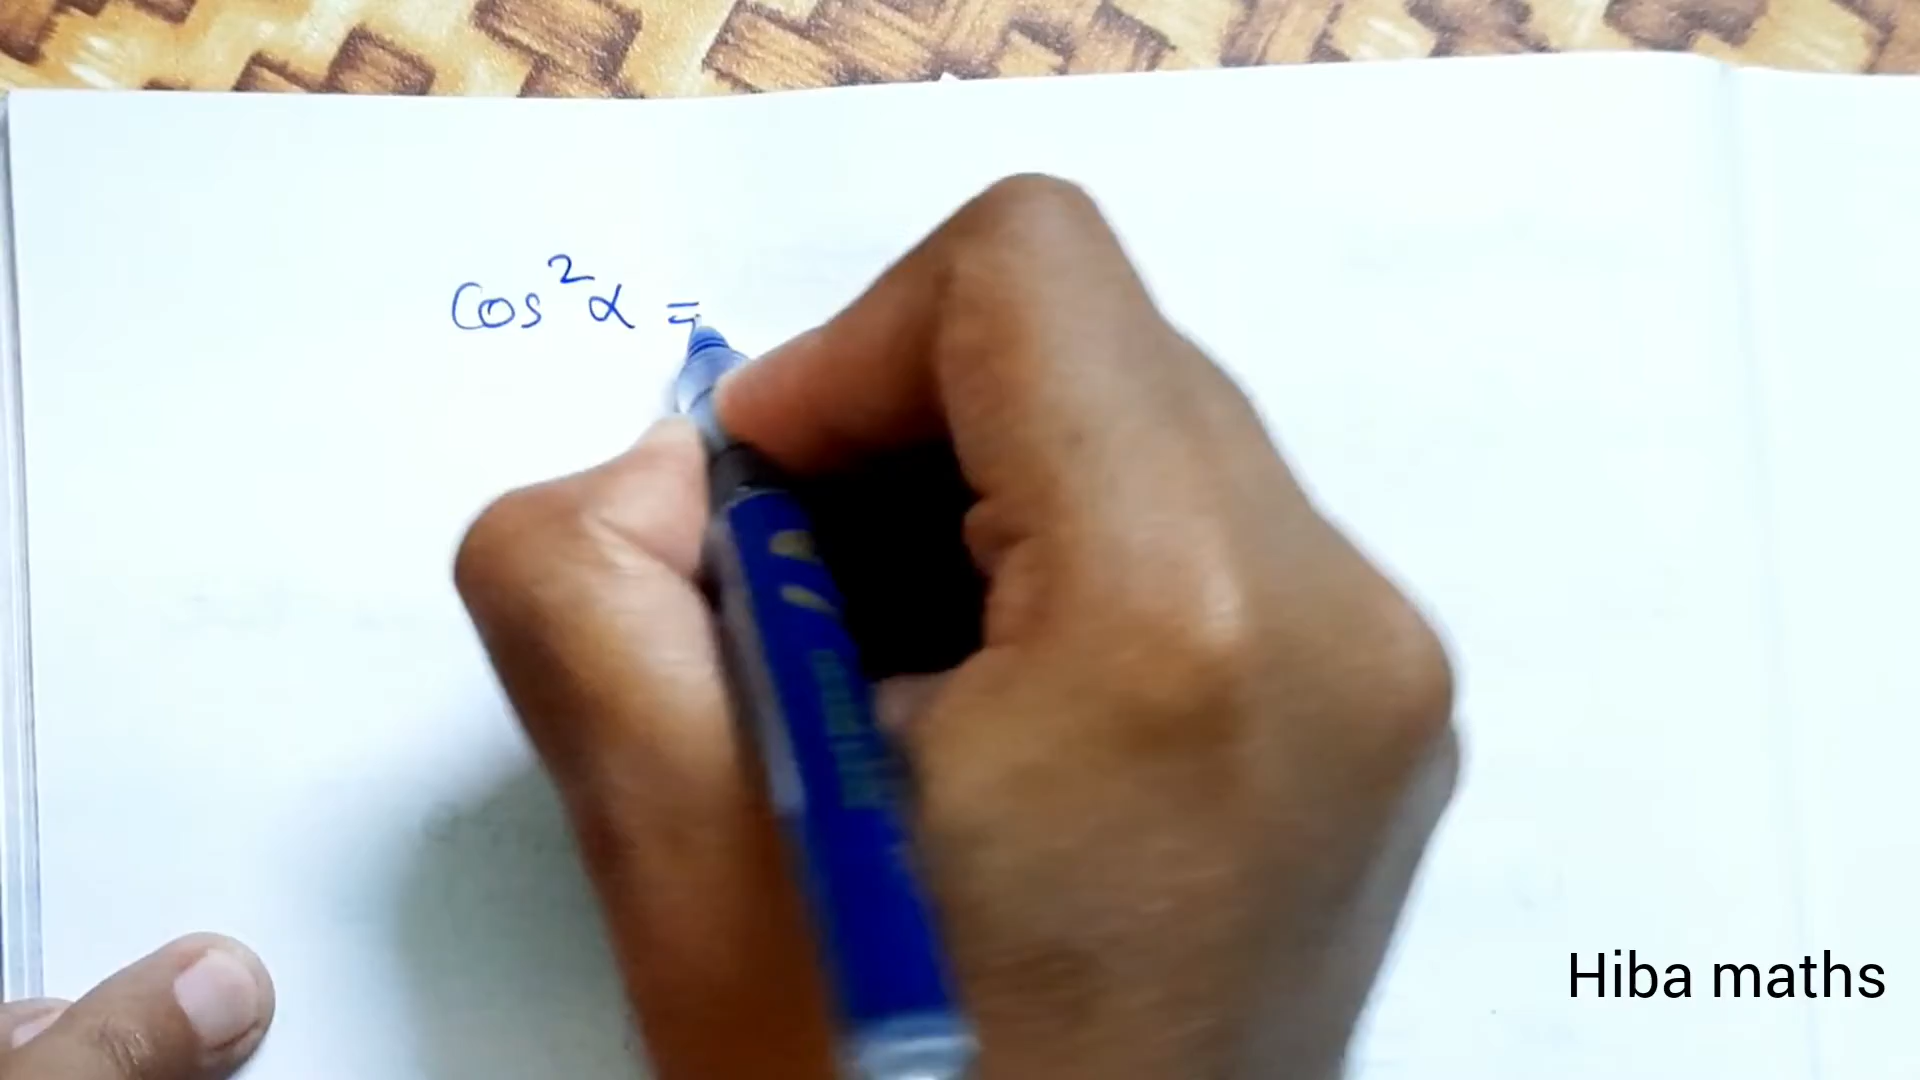 cos²α =
Hiba maths